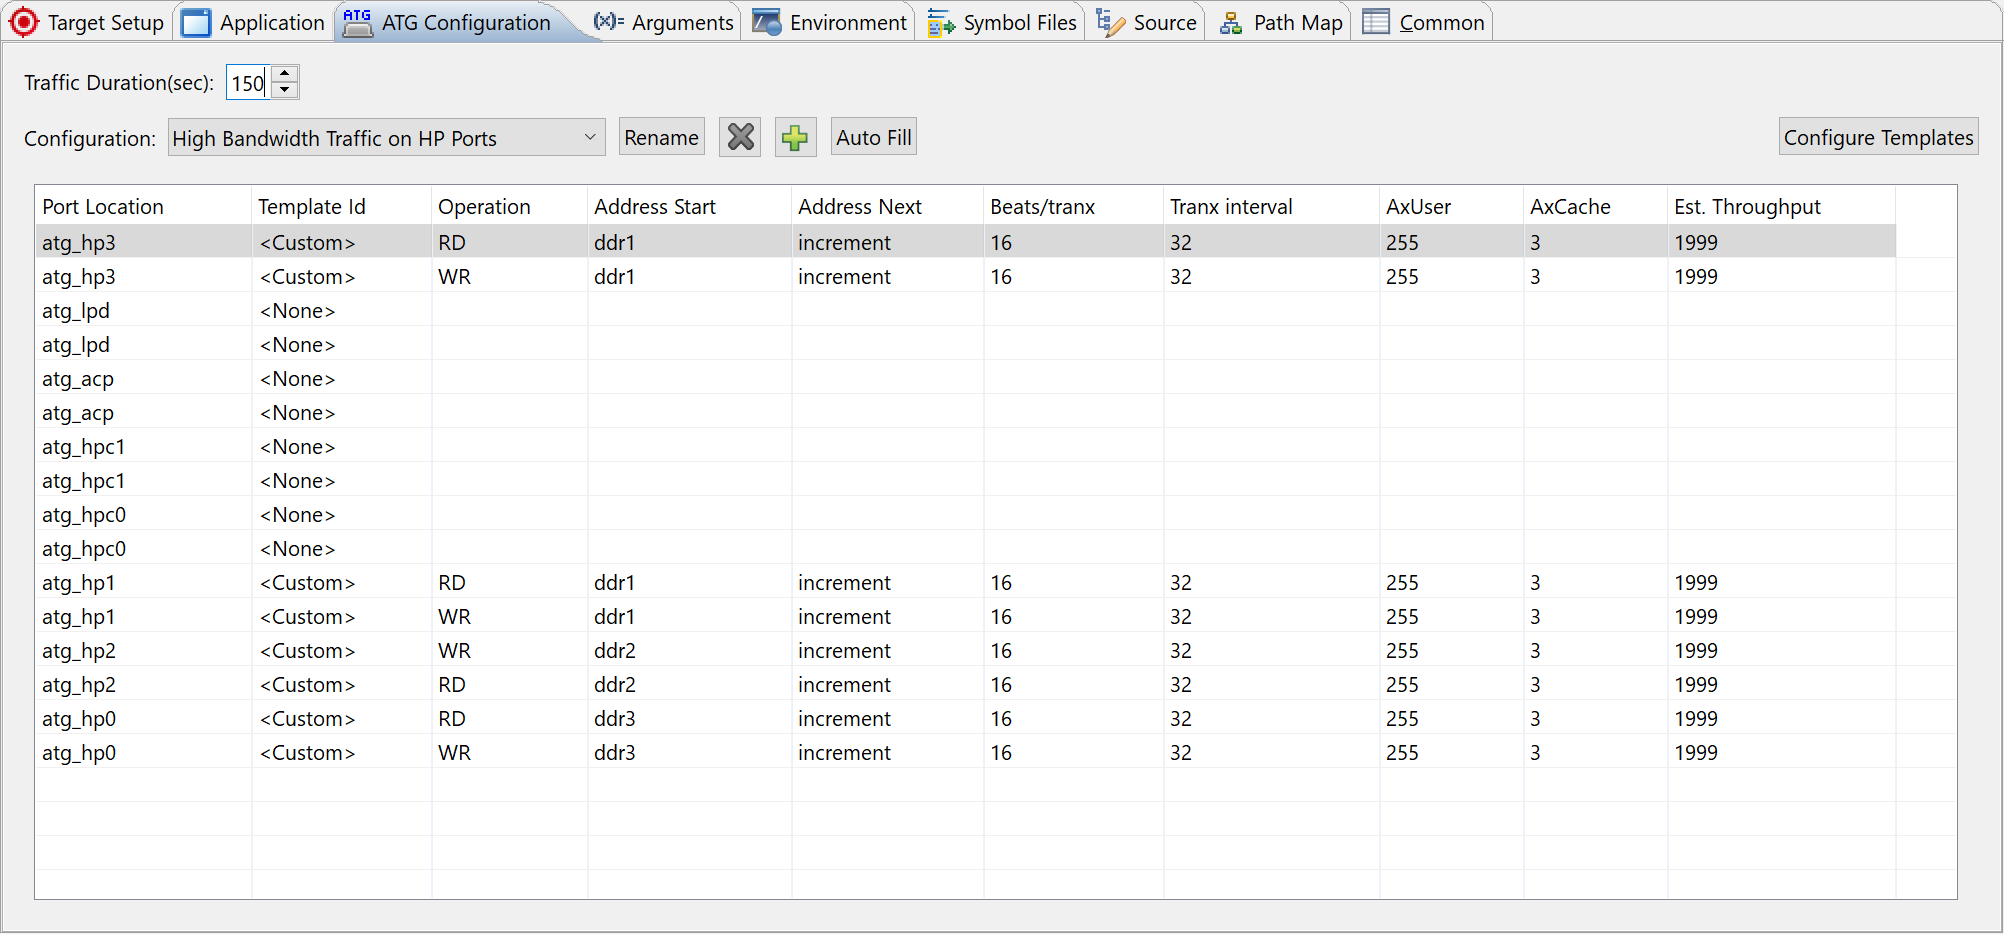 Target Setup Application ATG ATG Configuration (x)= Arguments Environment Symbol Files Source Path Map Common
Traffic Duration(sec): 150
Configuration: High Bandwidth Traffic on HP Ports Rename Auto Fill Configure Templates
Port Location Template Id Operation Address Start Address Next Beats/tranx Tranx interval AxUser AxCache Est. Throughput
atg_hp3 <Custom> RD ddr1 increment 16 32 255 3 1999
atg_hp3 <Custom> WR ddr1 increment 16 32 255 3 1999
atg_lpd <None>
atg_lpd <None>
atg_acp <None>
atg_acp <None>
atg_hpc1 <None>
atg_hpc1 <None>
atg_hpc0 <None>
atg_hpc0 <None>
atg_hp1 <Custom> RD ddr1 increment 16 32 255 3 1999
atg_hp1 <Custom> WR ddr1 increment 16 32 255 3 1999
atg_hp2 <Custom> WR ddr2 increment 16 32 255 3 1999
atg_hp2 <Custom> RD ddr2 increment 16 32 255 3 1999
atg_hp0 <Custom> RD ddr3 increment 16 32 255 3 1999
atg_hp0 <Custom> WR ddr3 increment 16 32 255 3 1999